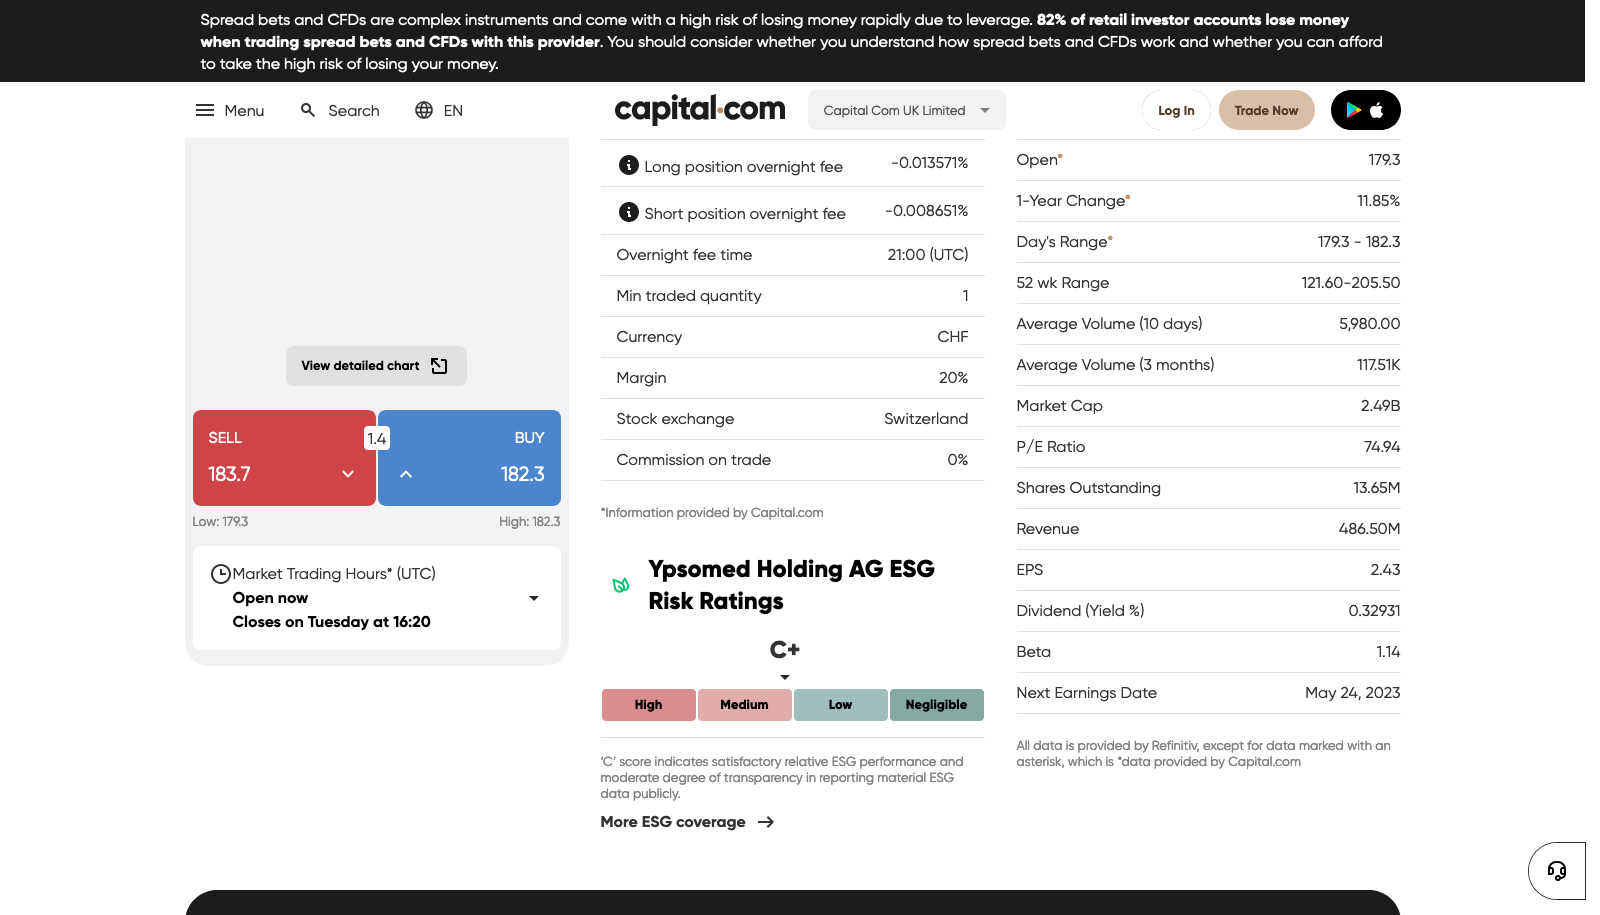 Spread bets and CFDs are complex instruments and come with a high risk of losing money rapidly due to leverage. 82% of retail investor accounts lose money
when trading spread bets and CFDs with this provider. You should consider whether you understand how spread bets and CFDs work and whether you can afford
to take the high risk of losing your money.
Menu
Search
EN
capital.com
Capital Com UK Limited
Log In
Trade Now
View detailed chart
SELL
183.7
1.4
BUY
182.3
Low: 179.3
High: 182.3
Market Trading Hours* (UTC)
Open now
Closes on Tuesday at 16:20
Long position overnight fee -0.013571%
Short position overnight fee -0.008651%
Overnight fee time 21:00 (UTC)
Min traded quantity 1
Currency CHF
Margin 20%
Stock exchange Switzerland
Commission on trade 0%
*Information provided by Capital.com
Ypsomed Holding AG ESG
Risk Ratings
C+
High Medium Low Negligible
‘C’ score indicates satisfactory relative ESG performance and
moderate degree of transparency in reporting material ESG
data publicly.
More ESG coverage
Open* 179.3
1-Year Change* 11.85%
Day's Range* 179.3 - 182.3
52 wk Range 121.60-205.50
Average Volume (10 days) 5,980.00
Average Volume (3 months) 117.51K
Market Cap 2.49B
P/E Ratio 74.94
Shares Outstanding 13.65M
Revenue 486.50M
EPS 2.43
Dividend (Yield %) 0.32931
Beta 1.14
Next Earnings Date May 24, 2023
All data is provided by Refinitiv, except for data marked with an
asterisk, which is *data provided by Capital.com